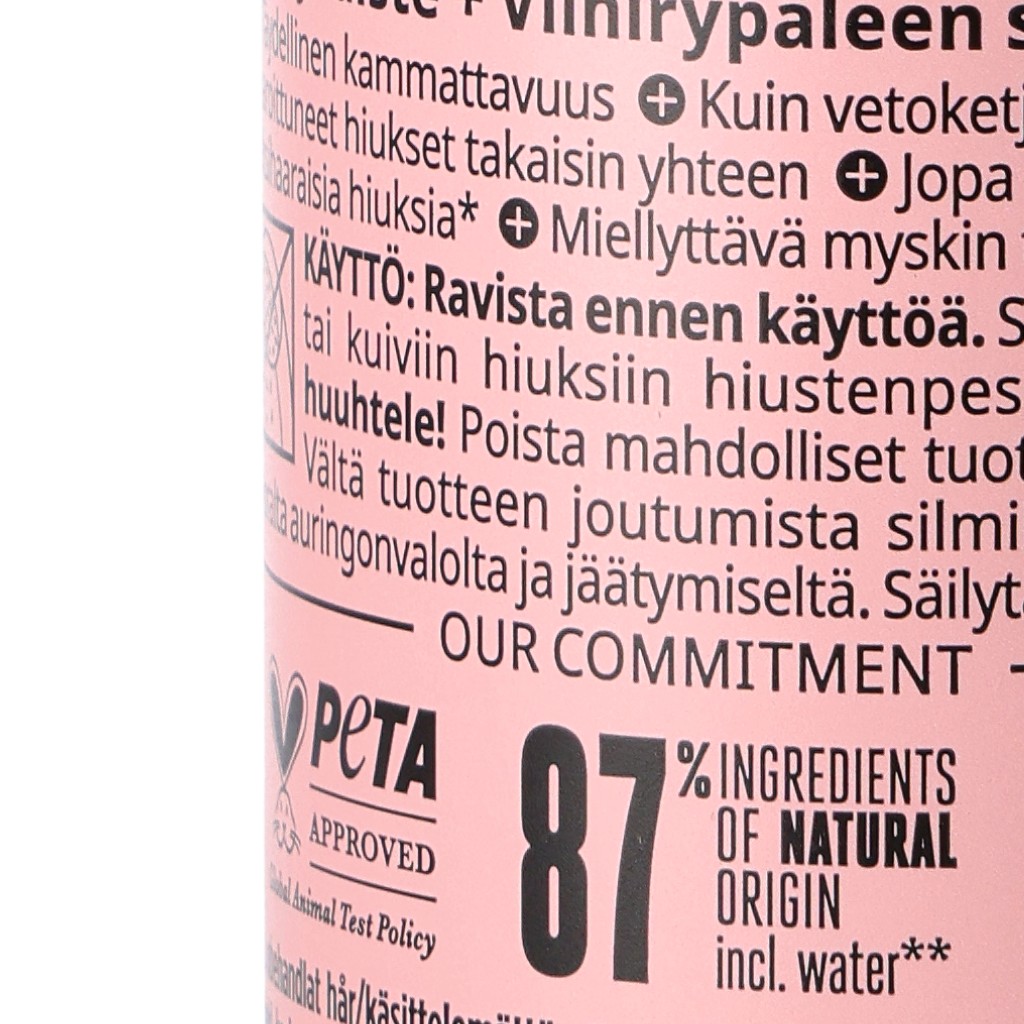 + Viinirypaleen
kammattavuus + Kuin vetoketj
hiukset takaisin yhteen + Jopa
hiuksia* + Miellyttävä myskin
KÄYTTÖ: Ravista ennen käyttöä. S
tai kuiviin hiuksiin hiustenpes
huuhtele! Poista mahdolliset tuot
Vältä tuotteen joutumista silmi
auringonvalolta ja jäätymiseltä. Säilytä
OUR COMMITMENT
PeTA
APPROVED
Global Animal Test Policy
87% INGREDIENTS
OF NATURAL
ORIGIN
incl. water**